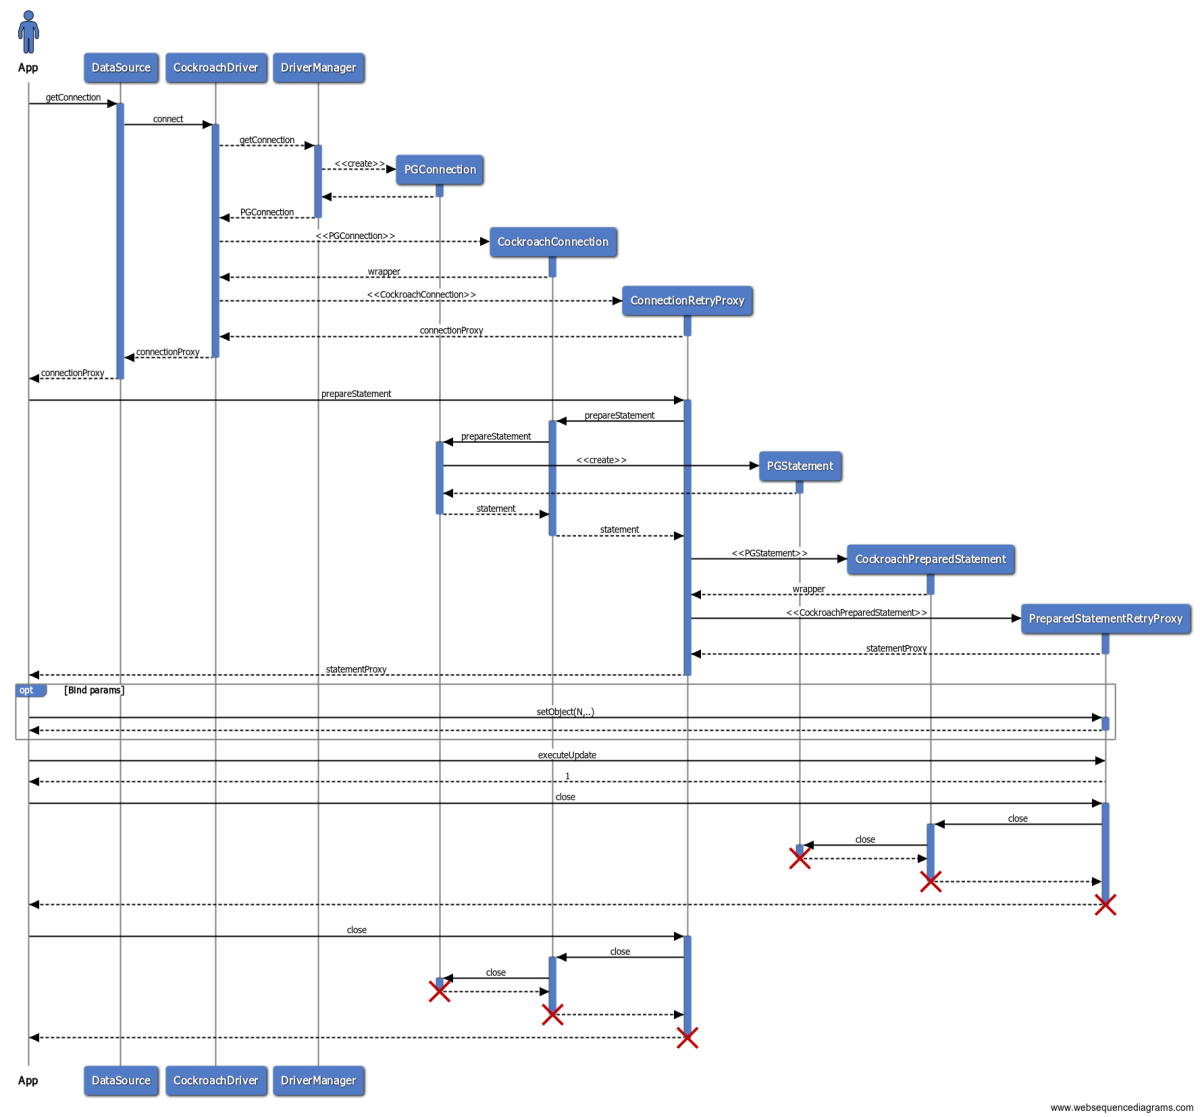 App
DataSource
CockroachDriver
DriverManager
getConnection
connect
getConnection
<<create>>
PGConnection
PGConnection
<<PGConnection>>
CockroachConnection
wrapper
<<CockroachConnection>>
ConnectionRetryProxy
connectionProxy
connectionProxy
connectionProxy
prepareStatement
prepareStatement
prepareStatement
<<create>>
PGStatement
statement
statement
<<PGStatement>>
CockroachPreparedStatement
wrapper
<<CockroachPreparedStatement>>
PreparedStatementRetryProxy
statementProxy
statementProxy
opt [Bind params]
setObject(N,..)
executeUpdate
1
close
close
close
close
close
close
App
DataSource
CockroachDriver
DriverManager
www.websequencediagrams.com